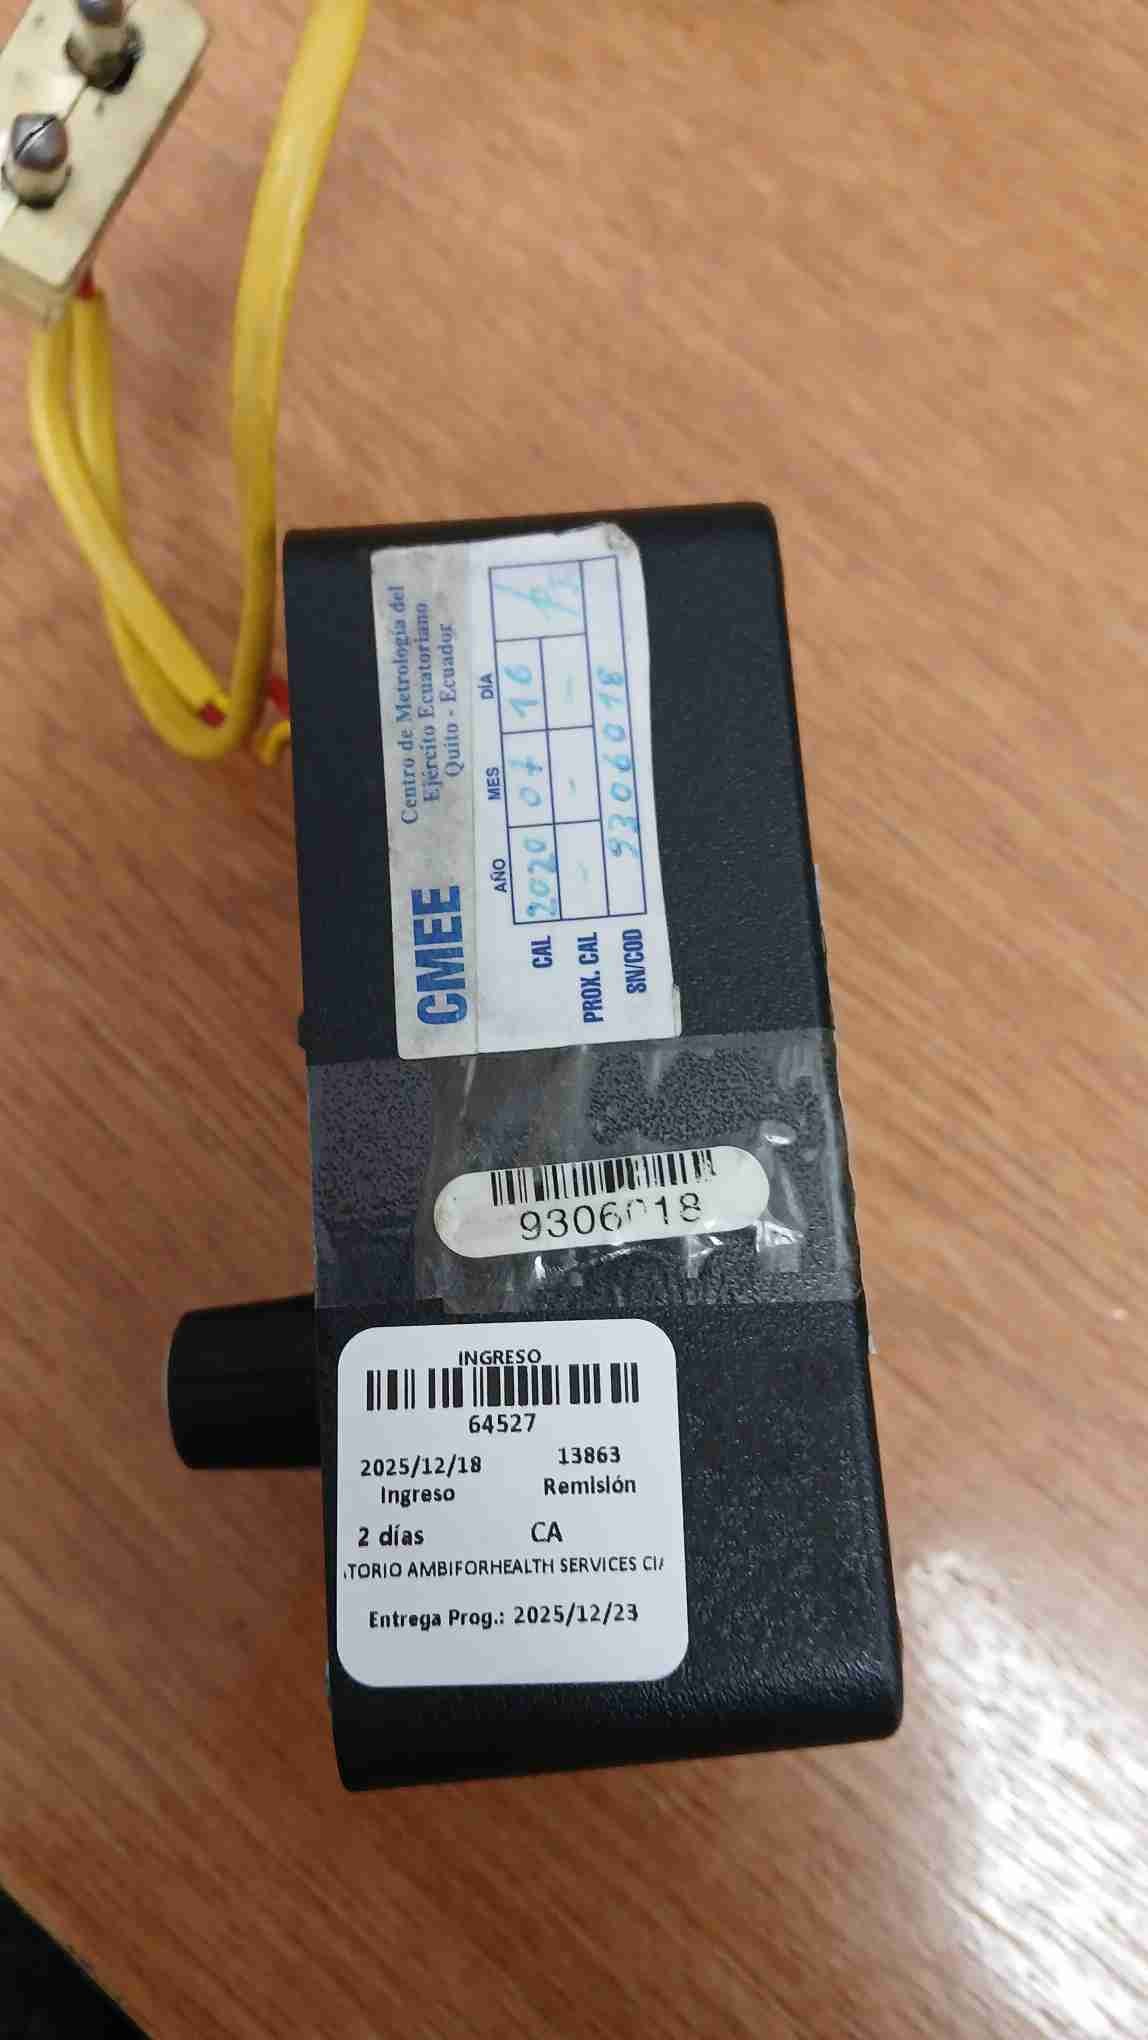 CMEE
Centro de Metrología del
Ejército Ecuatoriano
Quito - Ecuador
AÑO MES DÍA
CAL 2020 07 16
PROX. CAL - - -
SN/COD 9306018
9306018
INGRESO
64527
2025/12/18 13863
Ingreso Remisión
2 días CA
TORIO AMBIFORHEALTH SERVICES CI
Entrega Prog.: 2025/12/23